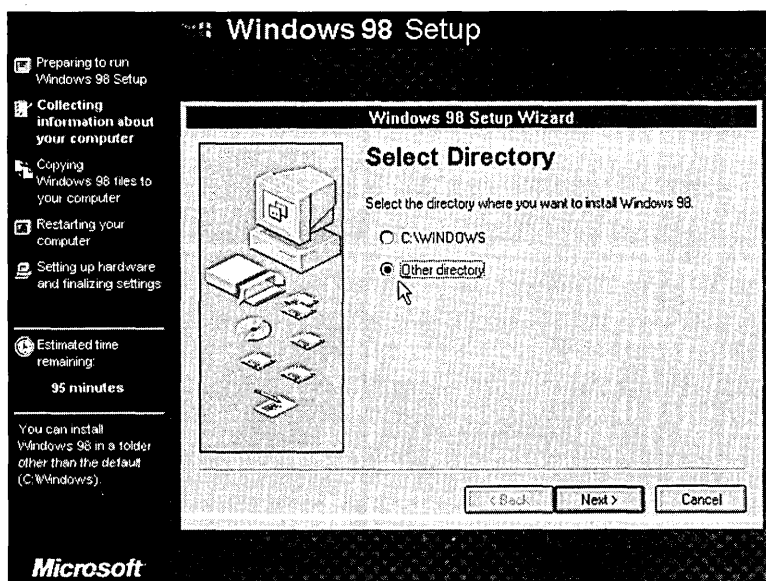 Windows 98 Setup
Preparing to run
Windows 98 Setup
Collecting
information about
your computer
Copying
Windows 98 files to
your computer
Restarting your
computer
Setting up hardware
and finalizing settings
Estimated time
remaining:
95 minutes
You can install
Windows 98 in a folder
other than the default
(C:\Windows).
Microsoft
Windows 98 Setup Wizard
Select Directory
Select the directory where you want to install Windows 98.
C:\WINDOWS
Other directory
< Back
Next >
Cancel